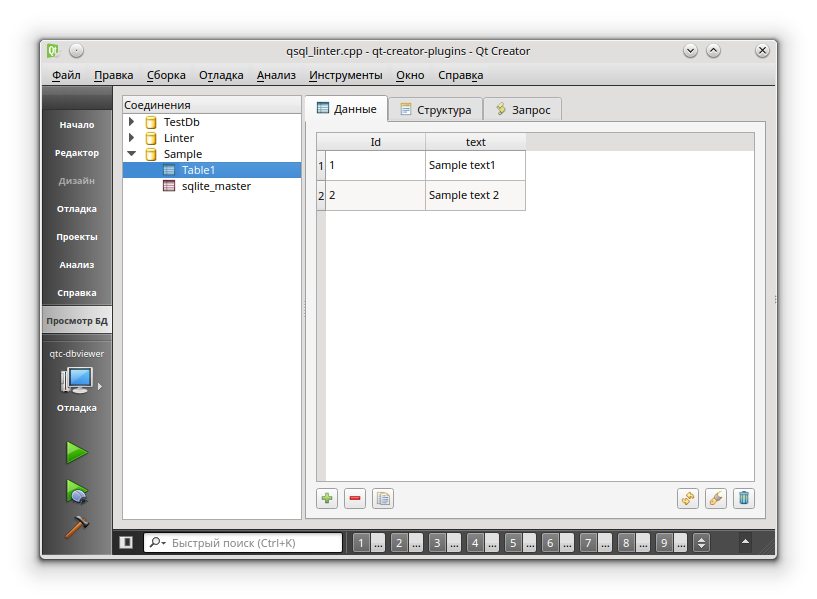 qsql_linter.cpp - qt-creator-plugins - Qt Creator
Файл Правка Сборка Отладка Анализ Инструменты Окно Справка
Начало
Редактор
Дизайн
Отладка
Проекты
Анализ
Справка
Просмотр БД
qtc-dbviewer
Отладка
Соединения
TestDb
Linter
Sample
Table1
sqlite_master
Данные Структура Запрос
Id text
1 1 Sample text1
2 2 Sample text 2
Быстрый поиск (Ctrl+K) 1 ... 2 ... 3 ... 4 ... 5 ... 6 ... 7 ... 8 ... 9 ...